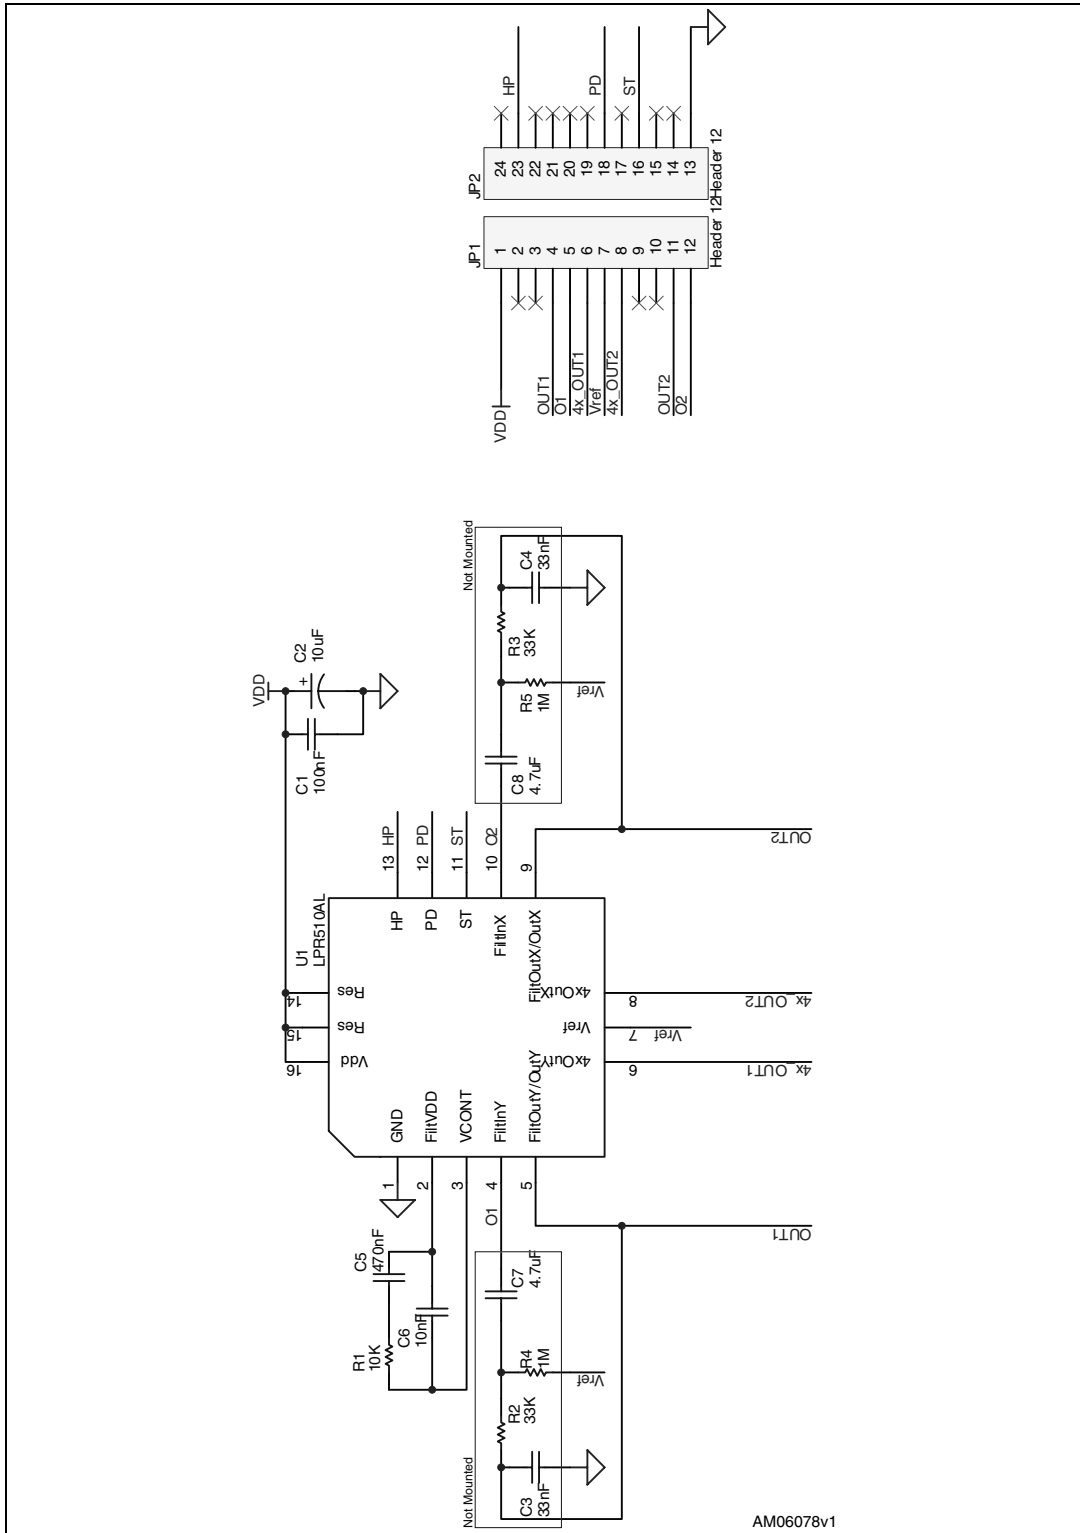 HP
PD
ST
JP2
24
23
22
21
20
19
18
17
16
15
14
13
Header 12
JP1
1
2
3
4
5
6
7
8
9
10
11
12
Header 12
VDD
OUT1
O1
4x_OUT1
Vref
4x_OUT2
OUT2
O2
Not Mounted
C4
33nF
R3
33K
R5
1M
Vref
C8
4.7uF
VDD
C2
10uF
C1
100nF
13 HP
12 PD
11 ST
10 O2
9
OUT2
U1
LPR510AL
HP
PD
ST
FiltInX
FiltOutX/OutX
14
Res
15
Res
16
Vdd
4xOutX
8
4x_OUT2
Vref
7
Vref
4xOutY
6
4x_OUT1
GND
FiltVDD
VCONT
FiltInY
FiltOutY/OutY
1
2
3
4
5
O1
OUT1
C5
470nF
R1
10K
C6
10nF
C7
4.7uF
R4
1M
Vref
R2
33K
C3
33nF
Not Mounted
AM06078v1